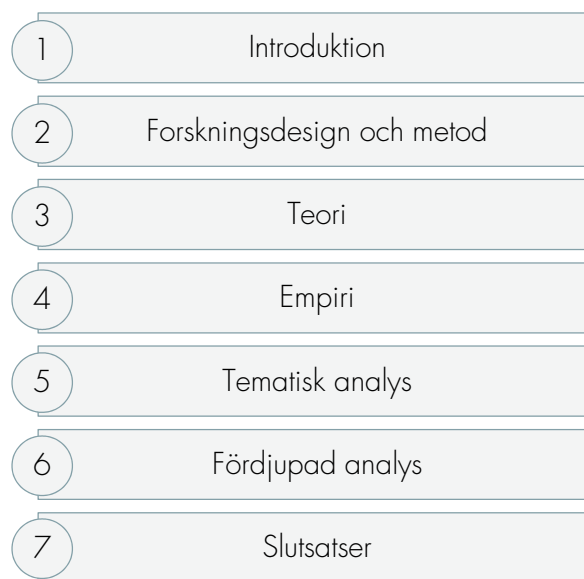 1 Introduktion
2 Forskningsdesign och metod
3 Teori
4 Empiri
5 Tematisk analys
6 Fördjupad analys
7 Slutsatser